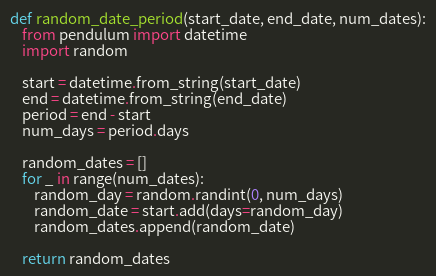 def random_date_period(start_date, end_date, num_dates):
from pendulum import datetime
import random
start = datetime.from_string(start_date)
end = datetime.from_string(end_date)
period = end - start
num_days = period.days
random_dates = []
for _ in range(num_dates):
random_day = random.randint(0, num_days)
random_date = start.add(days=random_day)
random_dates.append(random_date)
return random_dates